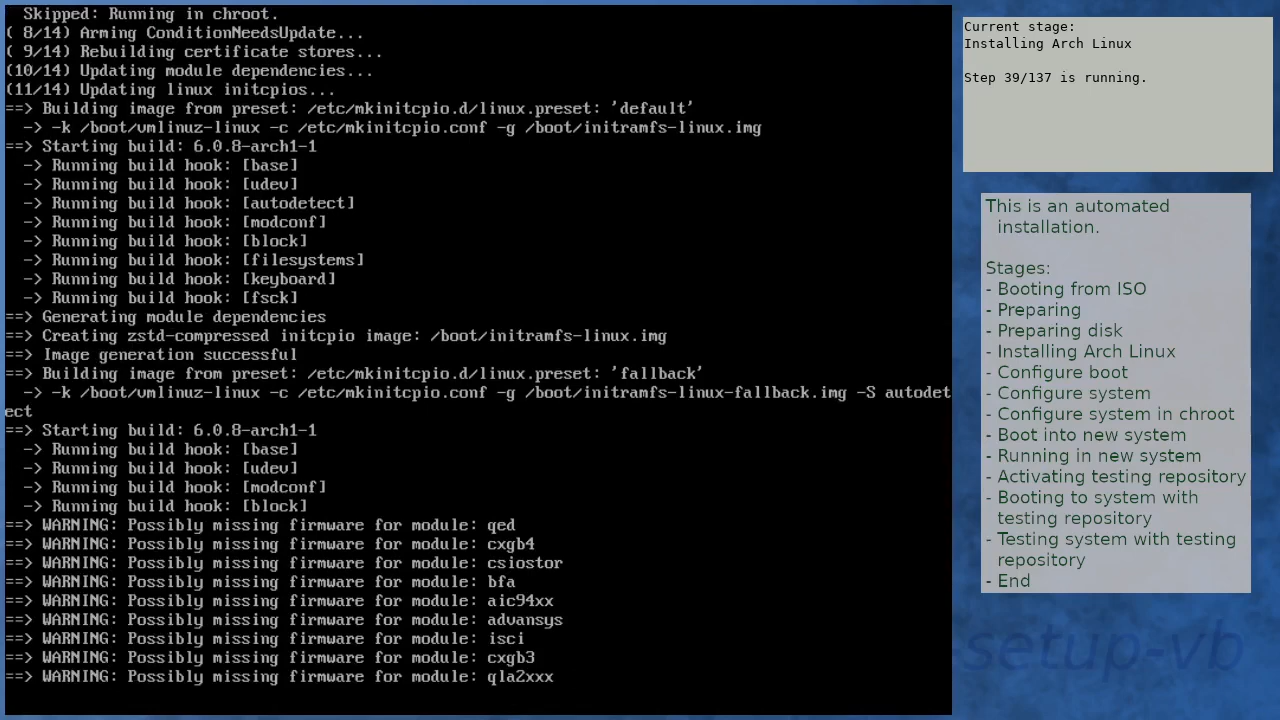 Skipped: Running in chroot.
( 8/14) Arming ConditionNeedsUpdate...
( 9/14) Rebuilding certificate stores...
(10/14) Updating module dependencies...
(11/14) Updating linux initcpios...
==> Building image from preset: /etc/mkinitcpio.d/linux.preset: 'default'
  -> -k /boot/vmlinuz-linux -c /etc/mkinitcpio.conf -g /boot/initramfs-linux.img
==> Starting build: 6.0.8-arch1-1
  -> Running build hook: [base]
  -> Running build hook: [udev]
  -> Running build hook: [autodetect]
  -> Running build hook: [modconf]
  -> Running build hook: [block]
  -> Running build hook: [filesystems]
  -> Running build hook: [keyboard]
  -> Running build hook: [fsck]
==> Generating module dependencies
==> Creating zstd-compressed initcpio image: /boot/initramfs-linux.img
==> Image generation successful
==> Building image from preset: /etc/mkinitcpio.d/linux.preset: 'fallback'
  -> -k /boot/vmlinuz-linux -c /etc/mkinitcpio.conf -g /boot/initramfs-linux-fallback.img -S autodet
ect
==> Starting build: 6.0.8-arch1-1
  -> Running build hook: [base]
  -> Running build hook: [udev]
  -> Running build hook: [modconf]
  -> Running build hook: [block]
==> WARNING: Possibly missing firmware for module: qed
==> WARNING: Possibly missing firmware for module: cxgb4
==> WARNING: Possibly missing firmware for module: csiostor
==> WARNING: Possibly missing firmware for module: bfa
==> WARNING: Possibly missing firmware for module: aic94xx
==> WARNING: Possibly missing firmware for module: advansys
==> WARNING: Possibly missing firmware for module: isci
==> WARNING: Possibly missing firmware for module: cxgb3
==> WARNING: Possibly missing firmware for module: qla2xxx
Current stage:
Installing Arch Linux
Step 39/137 is running.
This is an automated
installation.
Stages:
- Booting from ISO
- Preparing
- Preparing disk
- Installing Arch Linux
- Configure boot
- Configure system
- Configure system in chroot
- Boot into new system
- Running in new system
- Activating testing repository
- Booting to system with
testing repository
- Testing system with testing
repository
- End
setup-vb